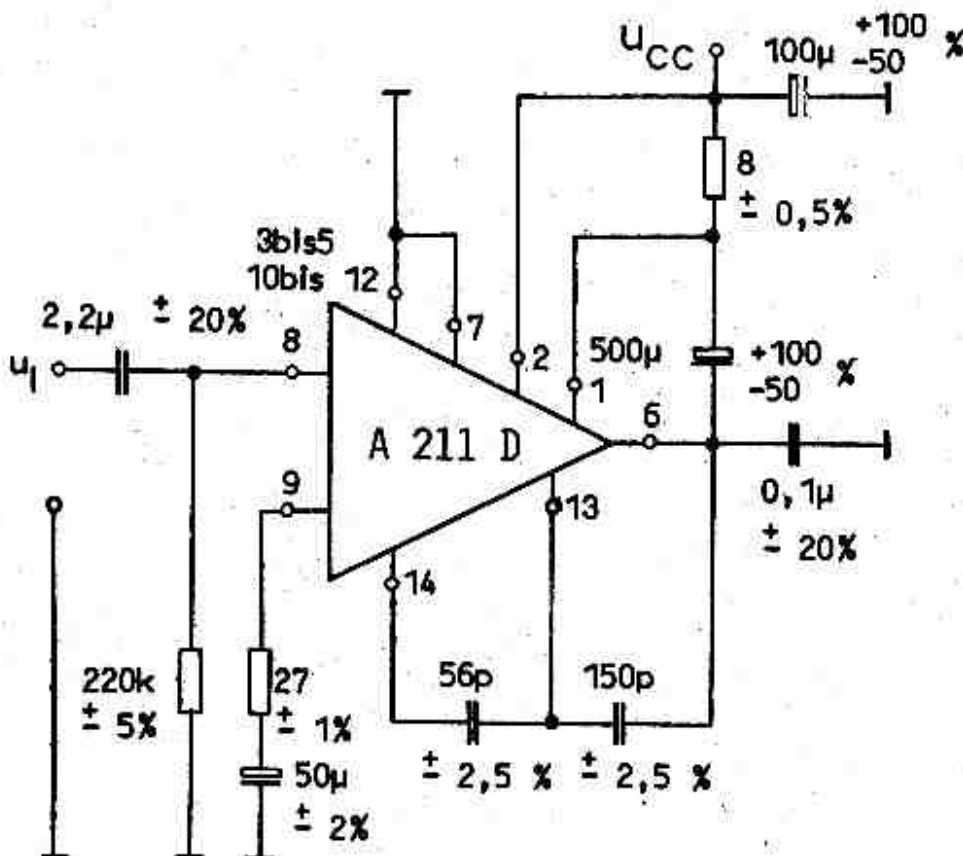 U_CC
100µ +100 -50 %
8
± 0,5%
3bis5
10bis 12
7
2,2µ ± 20%
8
2
500µ
+100 -50 %
u_I
1
6
A 211 D
9
13
0,1µ
± 20%
14
220k
± 5%
27
± 1%
56p
150p
± 2,5 %
± 2,5 %
50µ
± 2%